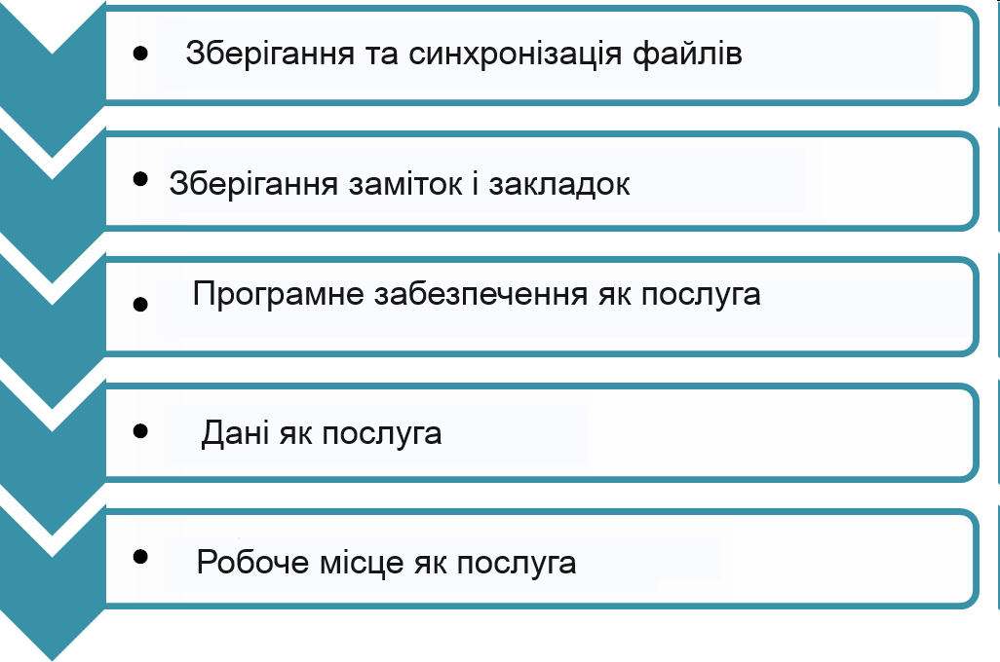 • Зберігання та синхронізація файлів
• Зберігання заміток і закладок
• Програмне забезпечення як послуга
• Дані як послуга
• Робоче місце як послуга